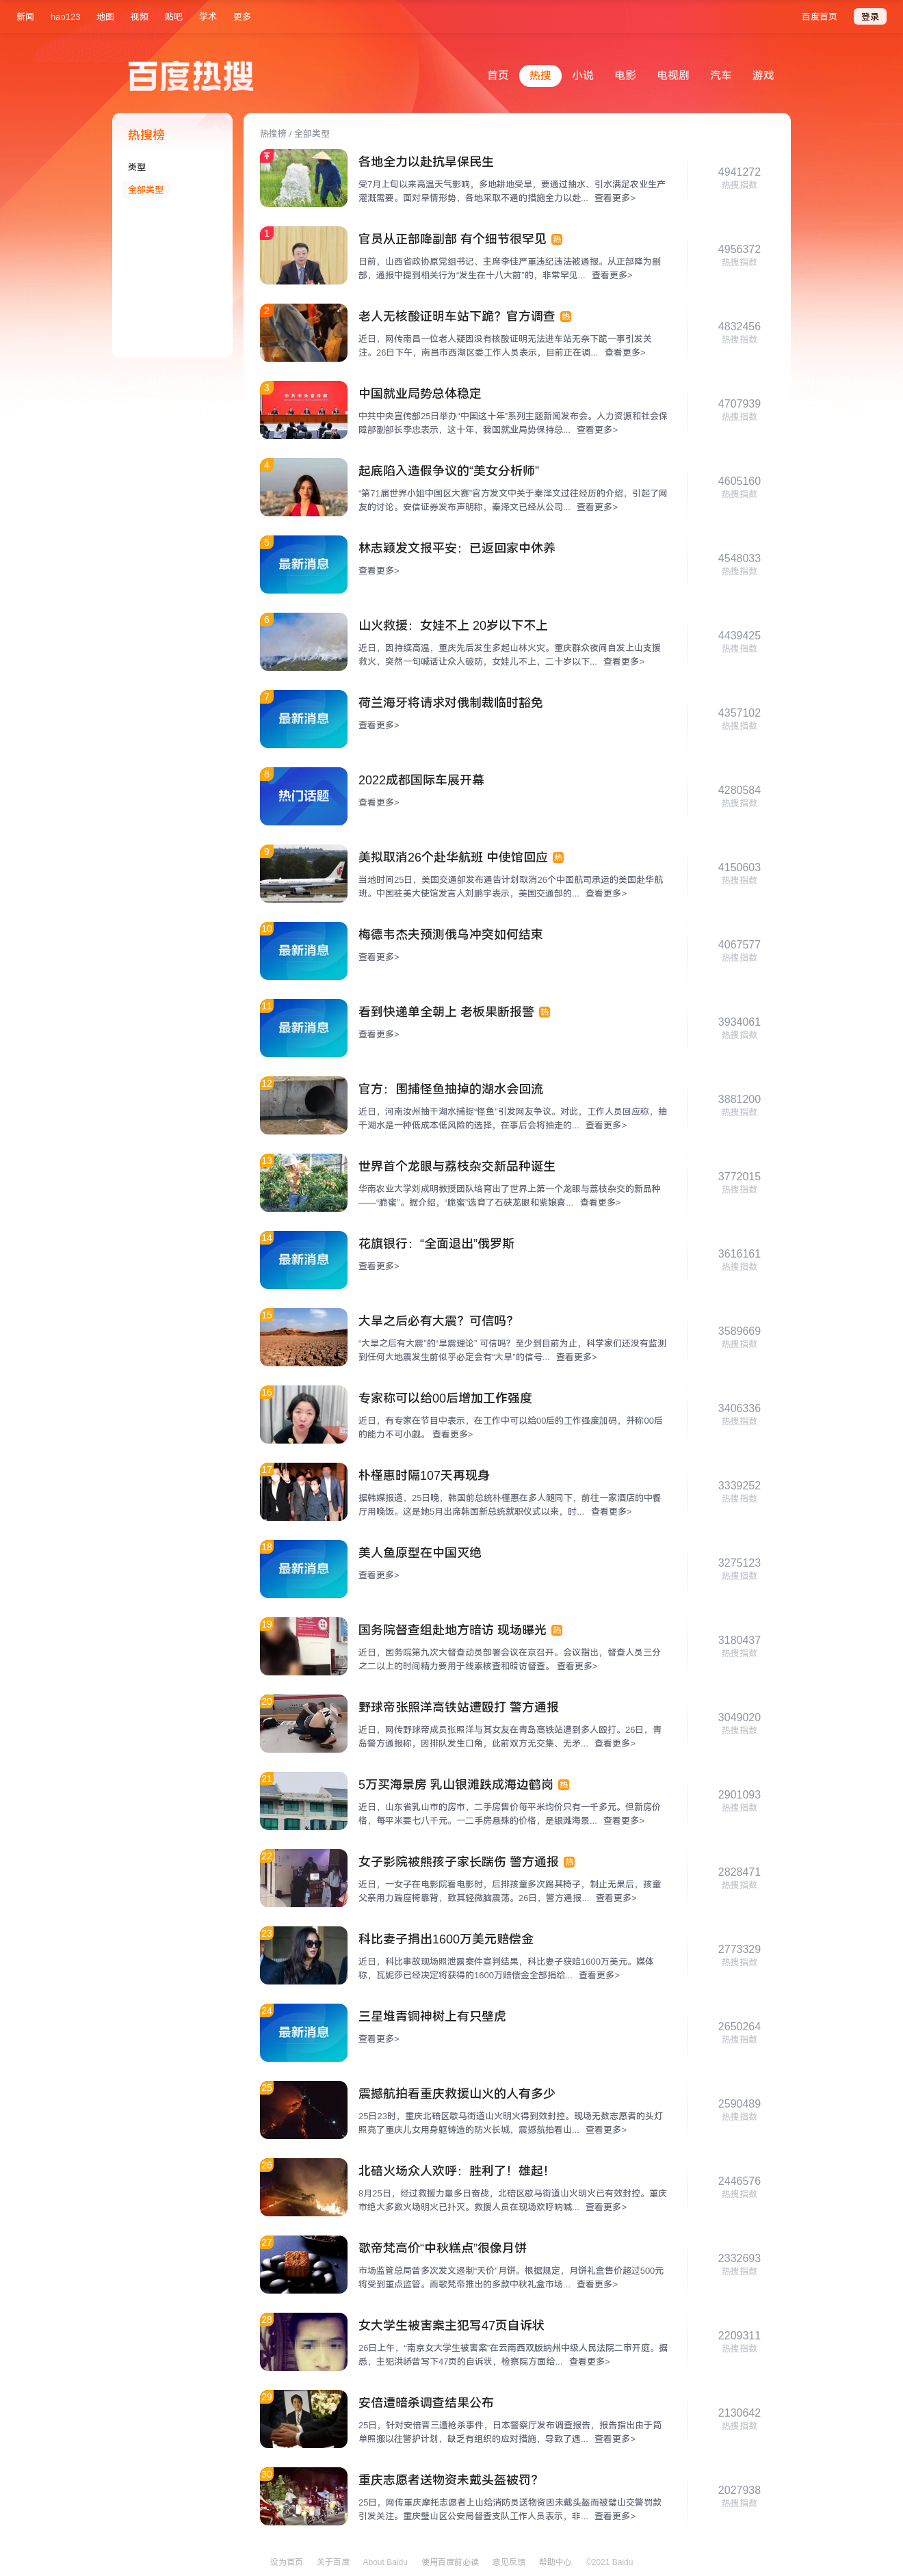 新闻 hao123 地图 视频 贴吧 学术 更多 百度首页 登录
百度热搜
首页 热搜 小说 电影 电视剧 汽车 游戏
热搜榜
类型
全部类型
热搜榜 / 全部类型
各地全力以赴抗旱保民生
受7月上旬以来高温天气影响，多地耕地受旱，要通过抽水、引水满足农业生产
灌溉需要。面对旱情形势，各地采取不通的措施全力以赴... 查看更多>
4941272
热搜指数
1
官员从正部降副部 有个细节很罕见 热
日前，山西省政协原党组书记、主席李佳严重违纪违法被通报。从正部降为副
部，通报中提到相关行为“发生在十八大前”的，非常罕见... 查看更多>
4956372
热搜指数
2
老人无核酸证明车站下跪？官方调查 热
近日，网传南昌一位老人疑因没有核酸证明无法进车站无奈下跪一事引发关
注。26日下午，南昌市西湖区委工作人员表示，目前正在调... 查看更多>
4832456
热搜指数
3
中国就业局势总体稳定
中共中央宣传部25日举办“中国这十年”系列主题新闻发布会。人力资源和社会保
障部副部长李忠表示，这十年，我国就业局势保持总... 查看更多>
4707939
热搜指数
4
起底陷入造假争议的“美女分析师”
“第71届世界小姐中国区大赛”官方发文中关于秦泽文过往经历的介绍，引起了网
友的讨论。安信证券发布声明称，秦泽文已经从公司... 查看更多>
4605160
热搜指数
5
最新消息
林志颖发文报平安：已返回家中休养
查看更多>
4548033
热搜指数
6
山火救援：女娃不上 20岁以下不上
近日，因持续高温，重庆先后发生多起山林火灾。重庆群众夜间自发上山支援
救火，突然一句喊话让众人破防，女娃儿不上，二十岁以下... 查看更多>
4439425
热搜指数
7
最新消息
荷兰海牙将请求对俄制裁临时豁免
查看更多>
4357102
热搜指数
8
热门话题
2022成都国际车展开幕
查看更多>
4280584
热搜指数
9
美拟取消26个赴华航班 中使馆回应 热
当地时间25日，美国交通部发布通告计划取消26个中国航司承运的美国赴华航
班。中国驻美大使馆发言人刘鹏宇表示，美国交通部的... 查看更多>
4150603
热搜指数
10
最新消息
梅德韦杰夫预测俄乌冲突如何结束
查看更多>
4067577
热搜指数
11
最新消息
看到快递单全朝上 老板果断报警 热
查看更多>
3934061
热搜指数
12
官方：围捕怪鱼抽掉的湖水会回流
近日，河南汝州抽干湖水捕捉“怪鱼”引发网友争议。对此，工作人员回应称，抽
干湖水是一种低成本低风险的选择，在事后会将抽走的... 查看更多>
3881200
热搜指数
13
世界首个龙眼与荔枝杂交新品种诞生
华南农业大学刘成明教授团队培育出了世界上第一个龙眼与荔枝杂交的新品种
——“脆蜜”。据介绍，“脆蜜”选育了石硖龙眼和紫娘喜... 查看更多>
3772015
热搜指数
14
最新消息
花旗银行：“全面退出”俄罗斯
查看更多>
3616161
热搜指数
15
大旱之后必有大震？可信吗？
“大旱之后有大震”的“旱震理论” 可信吗？至少到目前为止，科学家们还没有监测
到任何大地震发生前似乎必定会有“大旱”的信号... 查看更多>
3589669
热搜指数
16
专家称可以给00后增加工作强度
近日，有专家在节目中表示，在工作中可以给00后的工作强度加码，并称00后
的能力不可小觑。 查看更多>
3406336
热搜指数
17
朴槿惠时隔107天再现身
据韩媒报道，25日晚，韩国前总统朴槿惠在多人随同下，前往一家酒店的中餐
厅用晚饭。这是她5月出席韩国新总统就职仪式以来，时... 查看更多>
3339252
热搜指数
18
最新消息
美人鱼原型在中国灭绝
查看更多>
3275123
热搜指数
19
国务院督查组赴地方暗访 现场曝光 热
近日，国务院第九次大督查动员部署会议在京召开。会议指出，督查人员三分
之二以上的时间精力要用于线索核查和暗访督查。 查看更多>
3180437
热搜指数
20
野球帝张照洋高铁站遭殴打 警方通报
近日，网传野球帝成员张照洋与其女友在青岛高铁站遭到多人殴打。26日，青
岛警方通报称，因排队发生口角，此前双方无交集、无矛... 查看更多>
3049020
热搜指数
21
5万买海景房 乳山银滩跌成海边鹤岗 热
近日，山东省乳山市的房市，二手房售价每平米均价只有一千多元。但新房价
格，每平米要七八千元。一二手房悬殊的价格，是银滩海景... 查看更多>
2901093
热搜指数
22
女子影院被熊孩子家长踹伤 警方通报 热
近日，一女子在电影院看电影时，后排孩童多次踢其椅子，制止无果后，孩童
父亲用力踹座椅靠背，致其轻微脑震荡。26日，警方通报... 查看更多>
2828471
热搜指数
23
科比妻子捐出1600万美元赔偿金
近日，科比事故现场照泄露案件宣判结果，科比妻子获赔1600万美元。媒体
称，瓦妮莎已经决定将获得的1600万赔偿金全部捐给... 查看更多>
2773329
热搜指数
24
最新消息
三星堆青铜神树上有只壁虎
查看更多>
2650264
热搜指数
25
震撼航拍看重庆救援山火的人有多少
25日23时，重庆北碚区歇马街道山火明火得到效封控。现场无数志愿者的头灯
照亮了重庆儿女用身躯铸造的防火长城，震撼航拍看山... 查看更多>
2590489
热搜指数
26
北碚火场众人欢呼：胜利了！雄起！
8月25日，经过救援力量多日奋战，北碚区歇马街道山火明火已有效封控。重庆
市绝大多数火场明火已扑灭。救援人员在现场欢呼呐喊... 查看更多>
2446576
热搜指数
27
歌帝梵高价“中秋糕点”很像月饼
市场监管总局曾多次发文遏制“天价”月饼。根据规定，月饼礼盒售价超过500元
将受到重点监管。而歌梵帝推出的多款中秋礼盒市场... 查看更多>
2332693
热搜指数
28
女大学生被害案主犯写47页自诉状
26日上午，“南京女大学生被害案”在云南西双版纳州中级人民法院二审开庭。据
悉，主犯洪峤曾写下47页的自诉状，检察院方面给... 查看更多>
2209311
热搜指数
29
安倍遭暗杀调查结果公布
25日，针对安倍晋三遭枪杀事件，日本警察厅发布调查报告，报告指出由于简
单照搬以往警护计划，缺乏有组织的应对措施，导致了遇... 查看更多>
2130642
热搜指数
30
重庆志愿者送物资未戴头盔被罚？
25日，网传重庆摩托志愿者上山给消防员送物资因未戴头盔而被璧山交警罚款
引发关注。重庆璧山区公安局督查支队工作人员表示，非... 查看更多>
2027938
热搜指数
设为首页 关于百度 About Baidu 使用百度前必读 意见反馈 帮助中心 ©2021 Baidu